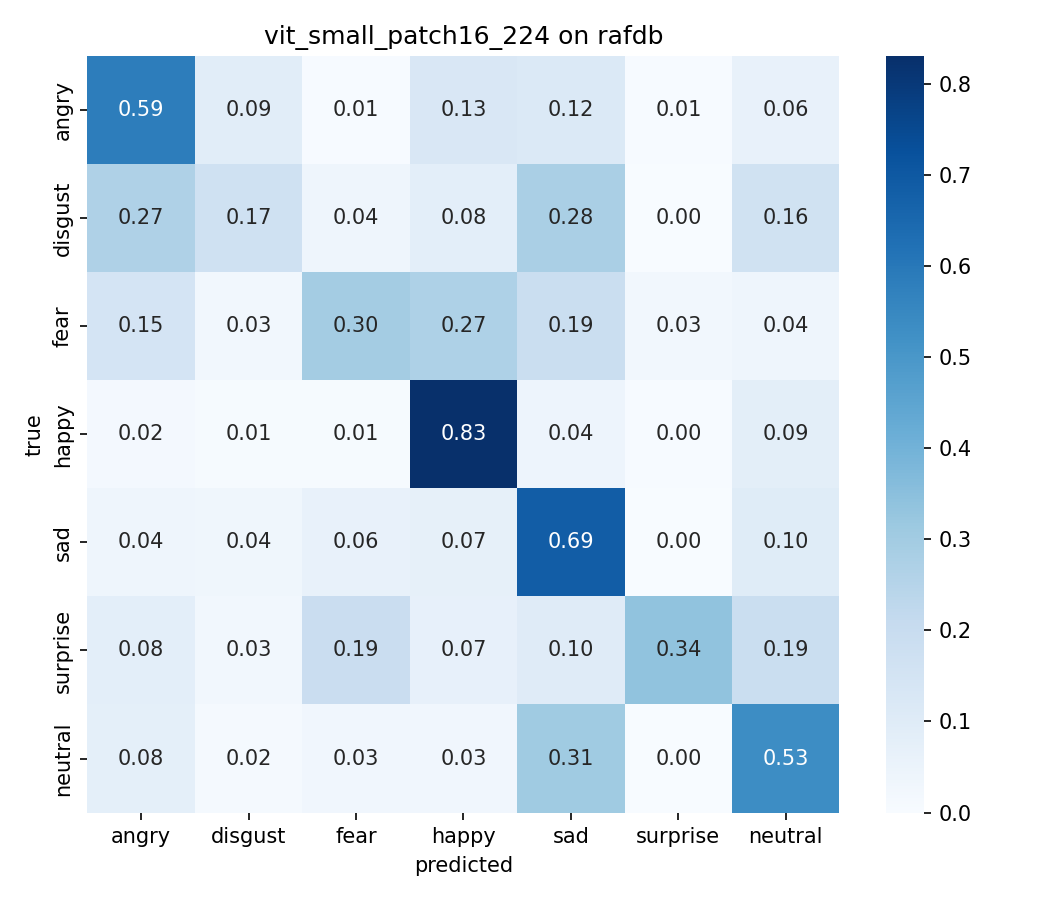 vit_small_patch16_224 on rafdb
true
angry 0.59 0.09 0.01 0.13 0.12 0.01 0.06
disgust 0.27 0.17 0.04 0.08 0.28 0.00 0.16
fear 0.15 0.03 0.30 0.27 0.19 0.03 0.04
happy 0.02 0.01 0.01 0.83 0.04 0.00 0.09
sad 0.04 0.04 0.06 0.07 0.69 0.00 0.10
surprise 0.08 0.03 0.19 0.07 0.10 0.34 0.19
neutral 0.08 0.02 0.03 0.03 0.31 0.00 0.53
angry disgust fear happy sad surprise neutral
predicted
0.8
0.7
0.6
0.5
0.4
0.3
0.2
0.1
0.0